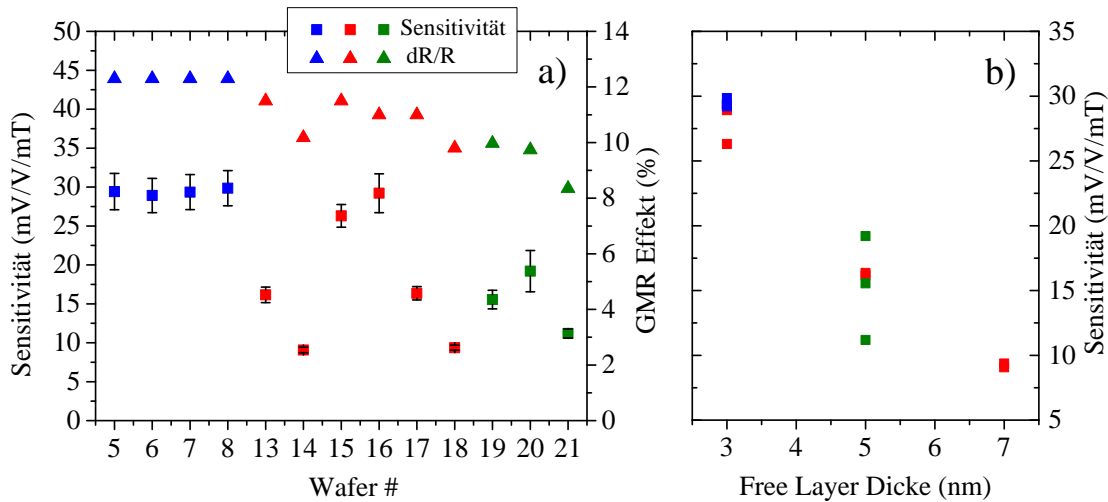 Sensitivität
dR/R
a)
50
45
40
35
30
25
20
15
10
5
0
Sensitivität (mV/V/mT)
14
12
10
8
6
4
2
0
GMR Effekt (%)
5 6 7 8 13 14 15 16 17 18 19 20 21
Wafer #
b)
35
30
25
20
15
10
5
Sensitivität (mV/V/mT)
3 4 5 6 7
Free Layer Dicke (nm)